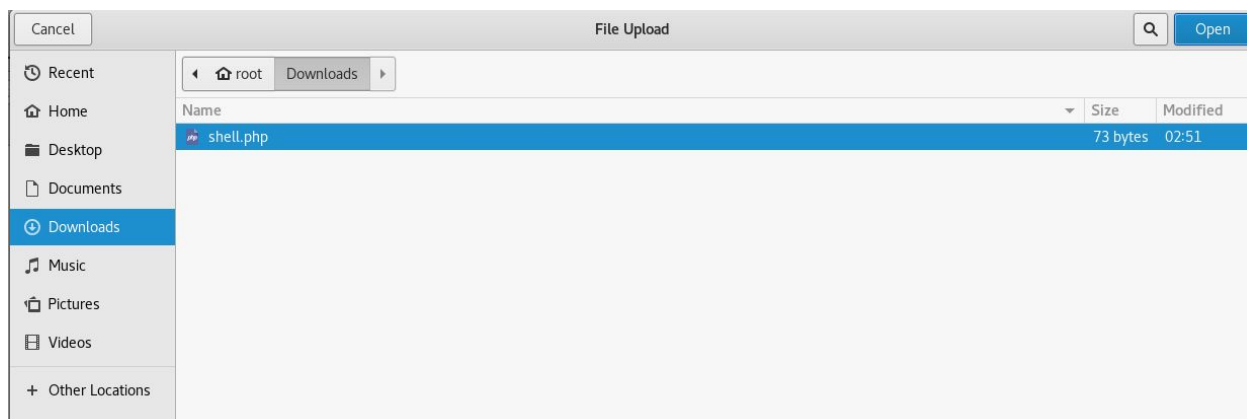 Cancel File Upload Open
Recent
root Downloads
Home
Name Size Modified
php shell.php 73 bytes 02:51
Desktop
Documents
Downloads
Music
Pictures
Videos
+ Other Locations